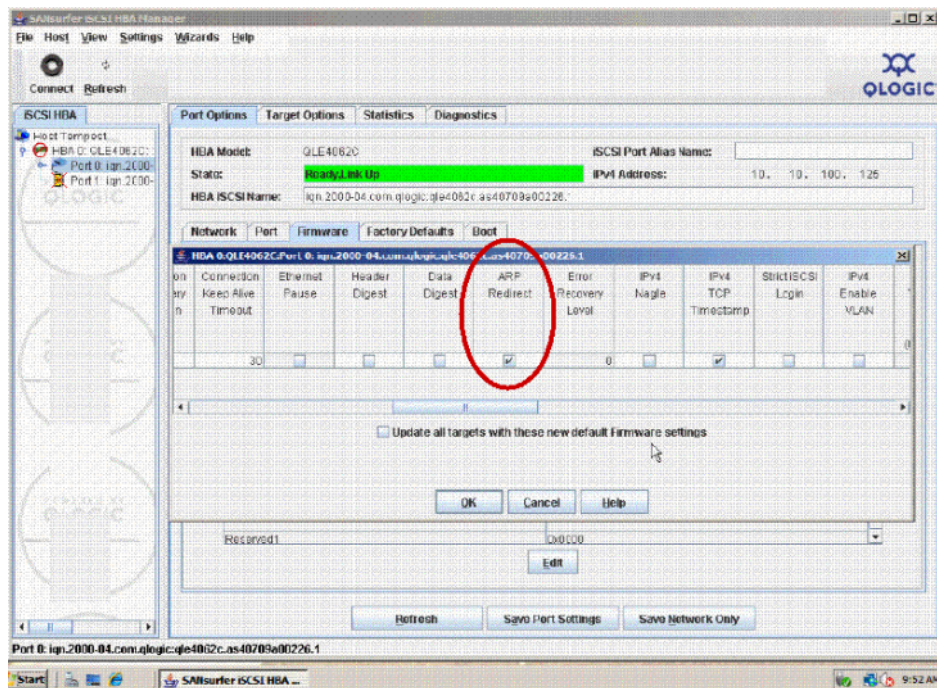 SANsurfer iSCSI HBA Manager
File Host View Settings Wizards Help
Connect Refresh
QLOGIC
iSCSI HBA
Port Options Target Options Statistics Diagnostics
Host Tempest
HBA 0: QLE4062C:
Port 0: iqn.2000-
Port 1: iqn.2000-
HBA Model: QLE4062C iSCSI Port Alias Name:
State: Ready,Link Up IPv4 Address: 10. 10. 100. 126
HBA iSCSI Name: iqn.2000-04.com.qlogic:qle4062c.as40709a00226.1
Network Port Firmware Factory Defaults Boot
HBA 0:QLE4062C:Port 0: iqn.2000-04.com.qlogic:qle4062c.as40709a00226.1
on Connection Ethernet Header Data ARP Error IPv4 IPv4 Strict iSCSI IPv4
ery Keep Alive Pause Digest Digest Redirect Recovery Nagle TCP Login Enable
n Timeout Level Timestamp VLAN
30 0
Update all targets with these new default Firmware settings
OK Cancel Help
Reserved1 0x0000
Edit
Refresh Save Port Settings Save Network Only
Port 0: iqn.2000-04.com.qlogic:qle4062c.as40709a00226.1
Start SANsurfer iSCSI HBA ... 9:52 AM